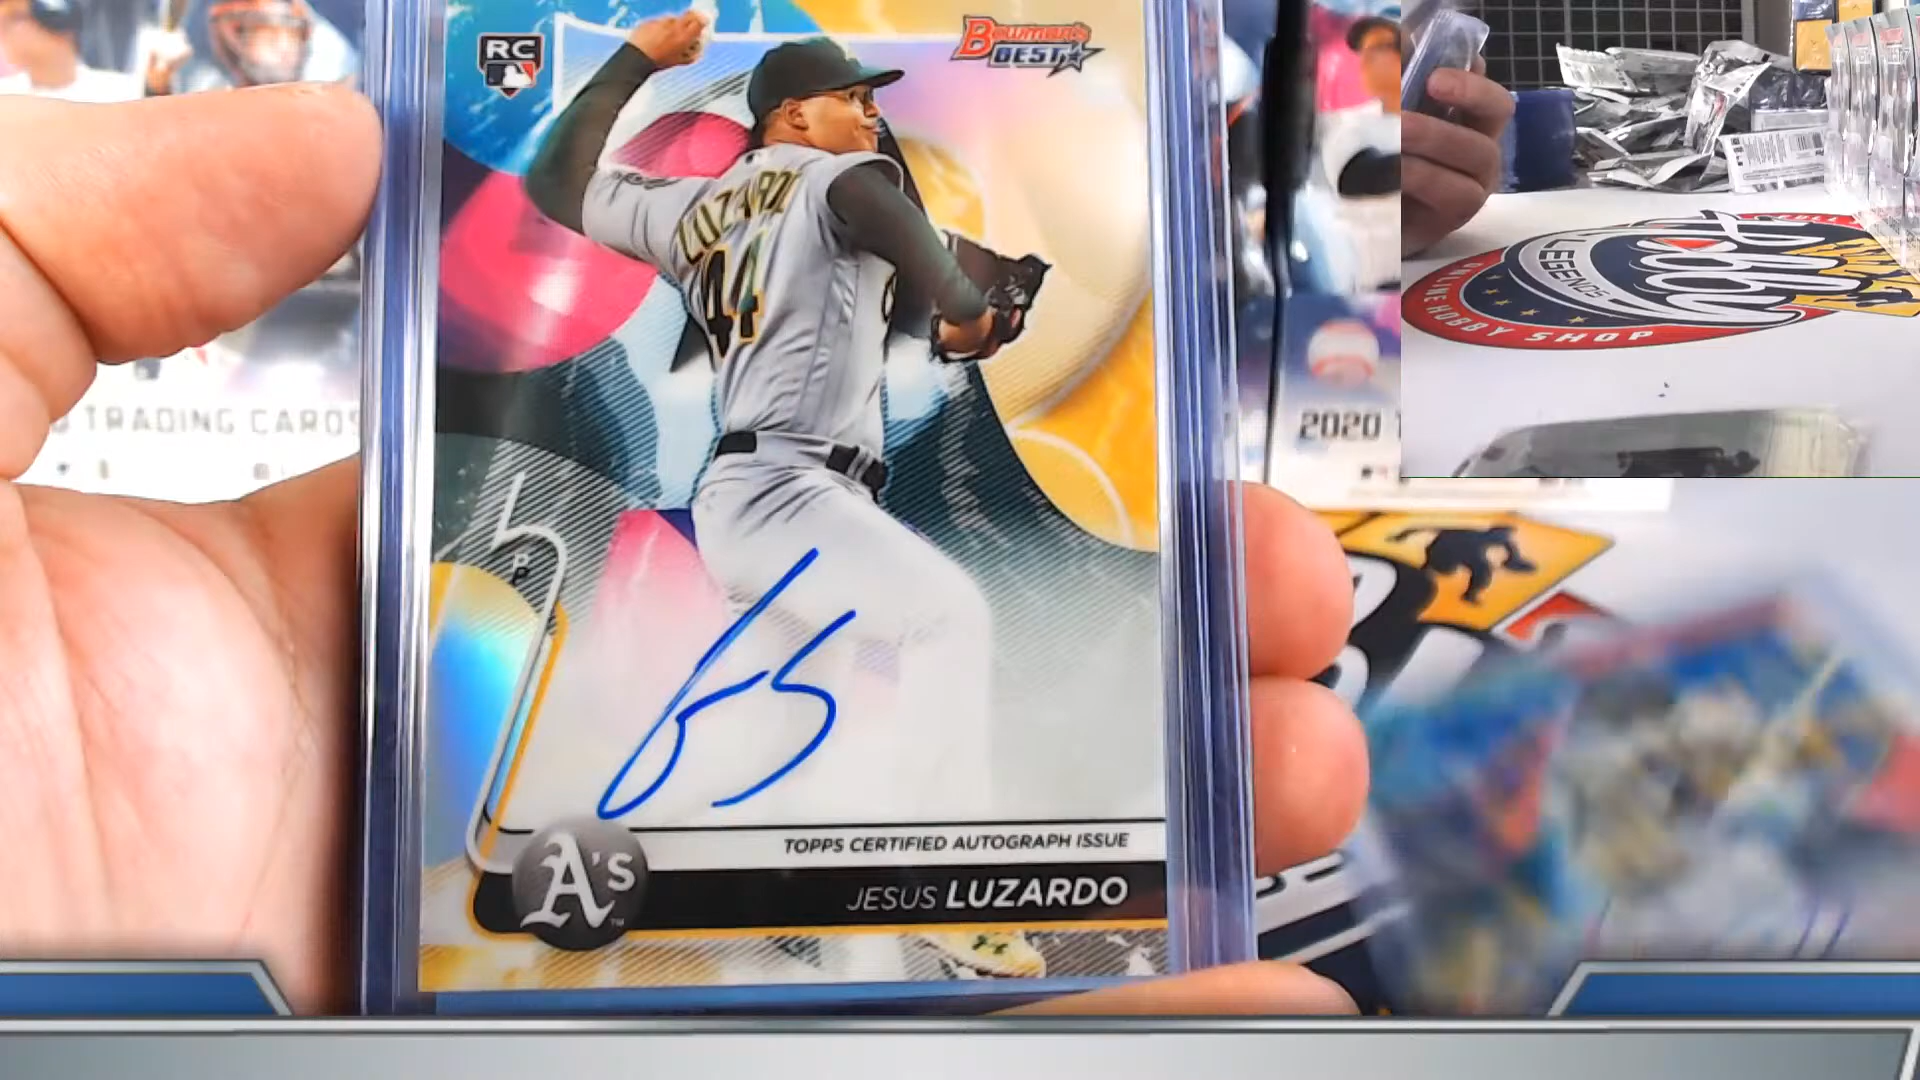 RC
Bowman's
BEST
LUZARDO
44
P
TOPPS CERTIFIED AUTOGRAPH ISSUE
A's
JESUS LUZARDO
TRADING CARDS
2020
LEGENDS
Hobby
ONLINE HOBBY SHOP